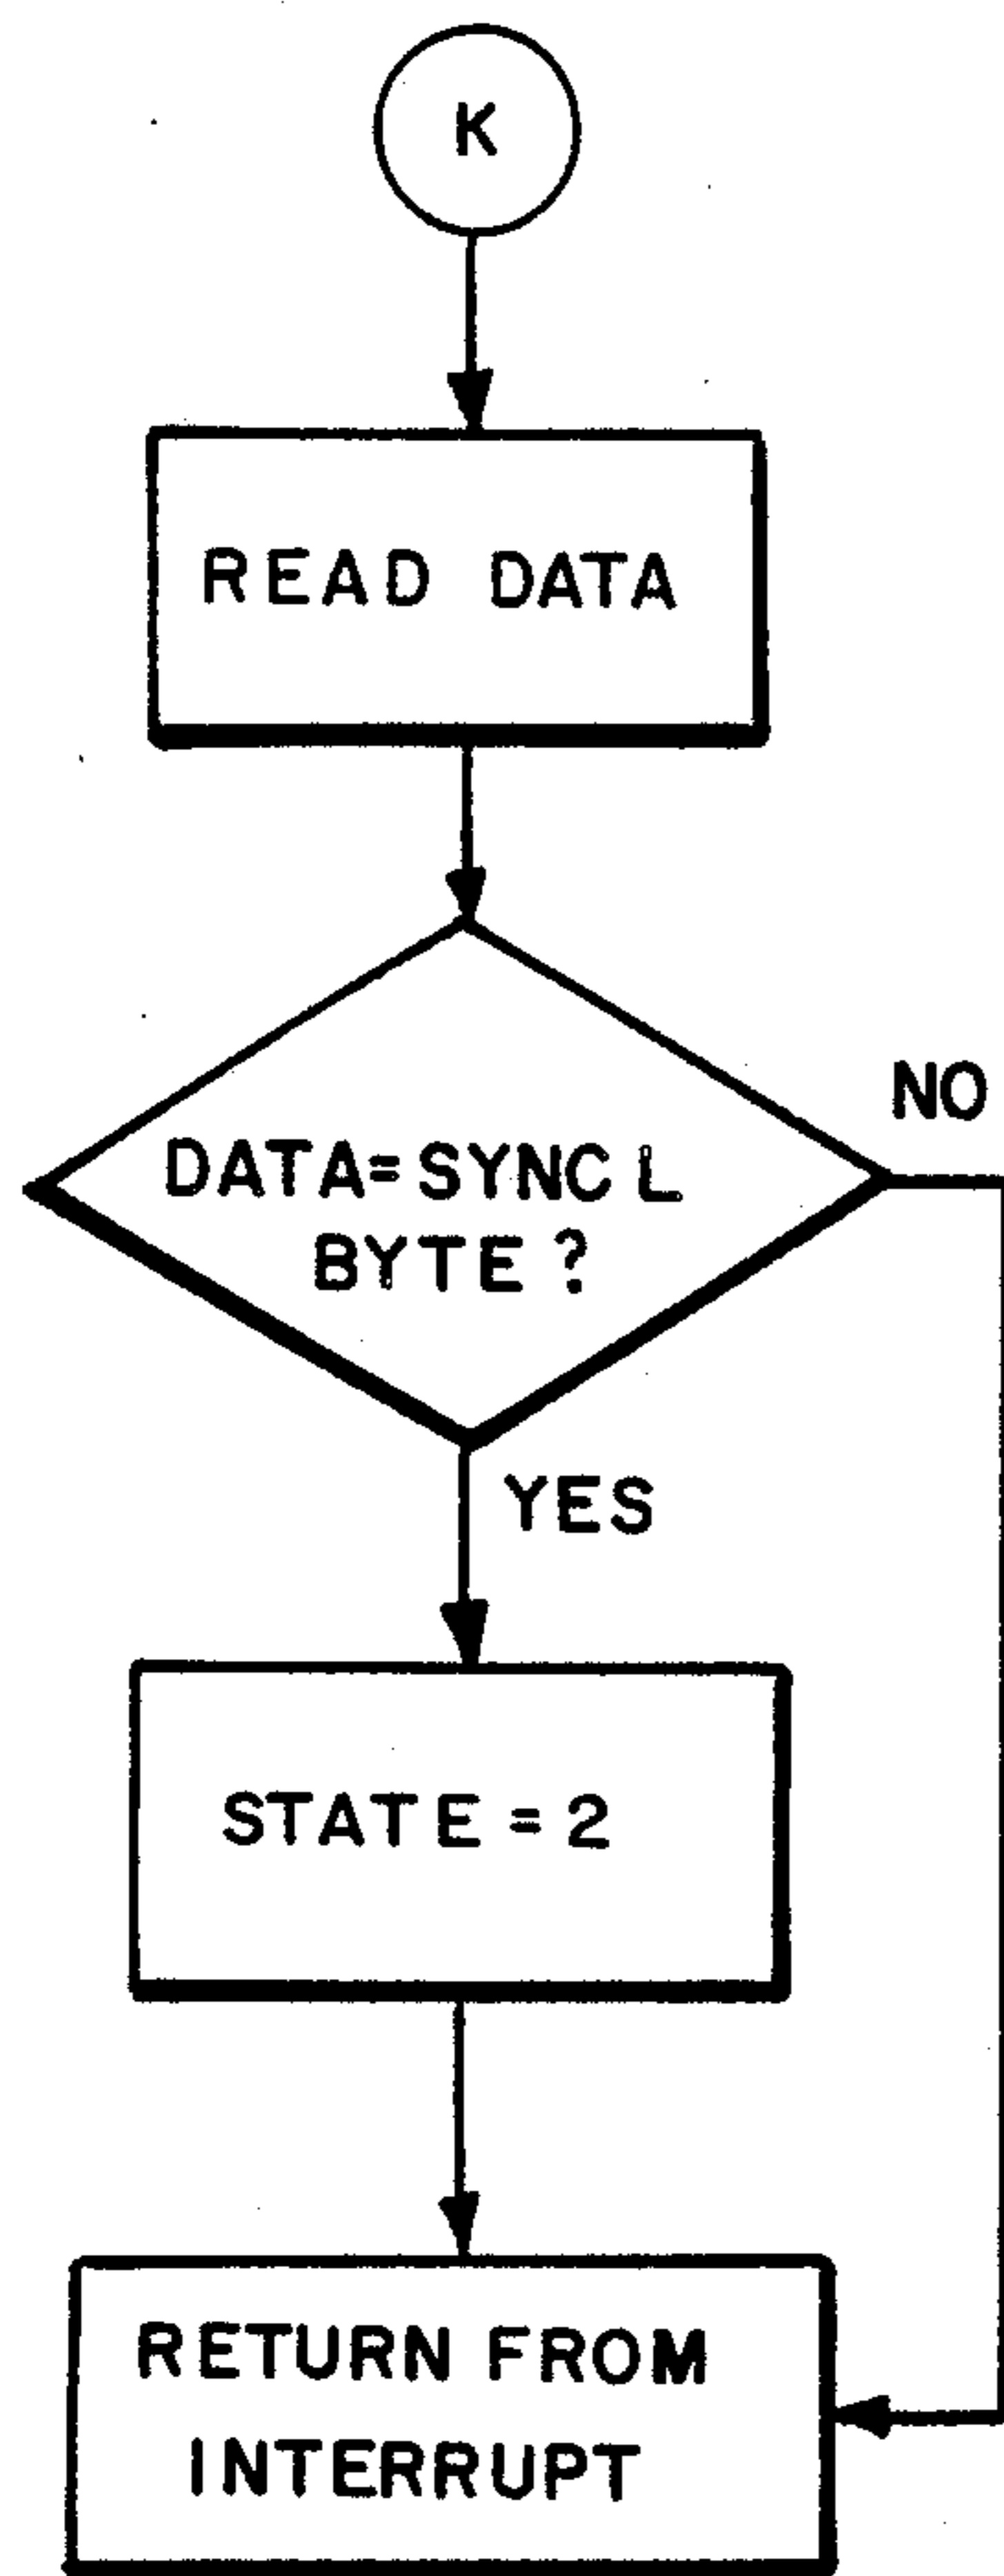 K
READ DATA
DATA=SYNC L
BYTE?
NO
YES
STATE=2
RETURN FROM
INTERRUPT